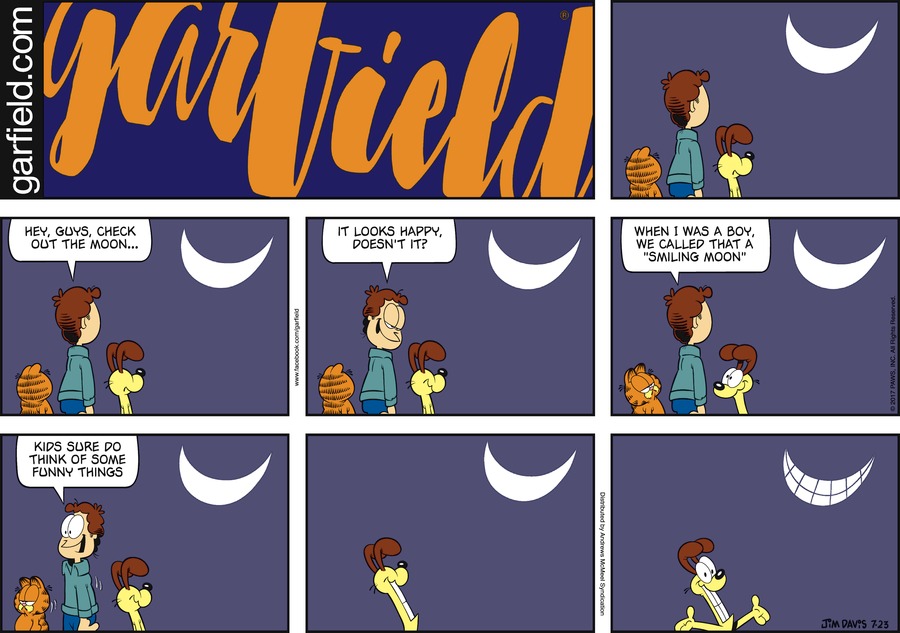 garfield.com
garfield
®
HEY, GUYS, CHECK
OUT THE MOON...
www.facebook.com/garfield
IT LOOKS HAPPY,
DOESN'T IT?
WHEN I WAS A BOY,
WE CALLED THAT A
"SMILING MOON"
© 2017 PAWS, INC. All Rights Reserved.
KIDS SURE DO
THINK OF SOME
FUNNY THINGS
Distributed by Andrews McMeel Syndication
JIM DAVIS 7-23